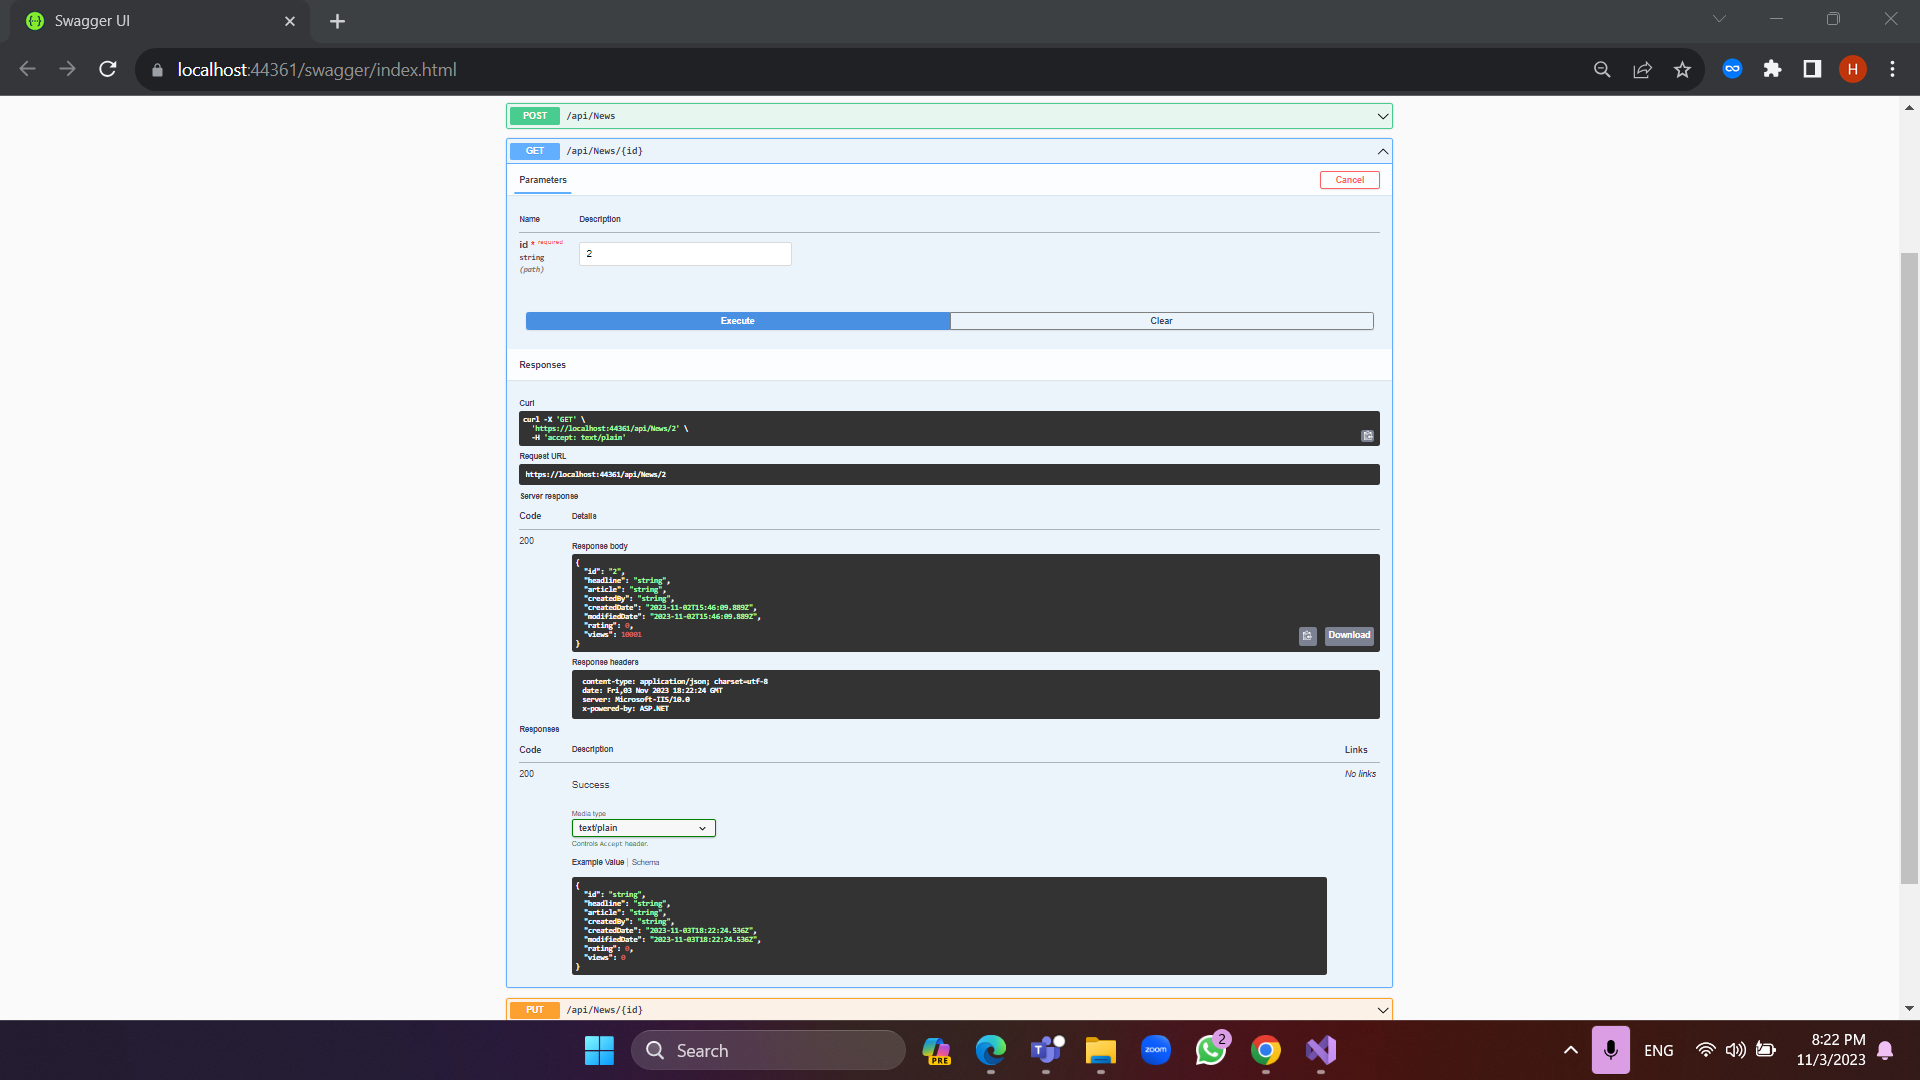 Swagger UI
localhost:44361/swagger/index.html
H
POST /api/News
GET /api/News/{id}
Parameters
Cancel
Name Description
id * required
string
(path)
2
Execute
Clear
Responses
Curl
curl -X 'GET' \
'https://localhost:44361/api/News/2' \
-H 'accept: text/plain'
Request URL
https://localhost:44361/api/News/2
Server response
Code Details
200
Response body
{
"id": "2",
"headline": "string",
"article": "string",
"createdBy": "string",
"createdDate": "2023-11-02T15:46:09.889Z",
"modifiedDate": "2023-11-02T15:46:09.889Z",
"rating": 0,
"views": 10001
}
Download
Response headers
content-type: application/json; charset=utf-8
date: Fri,03 Nov 2023 18:22:24 GMT
server: Microsoft-IIS/10.0
x-powered-by: ASP.NET
Responses
Code Description Links
200
Success
No links
Media type
text/plain
Controls Accept header.
Example Value | Schema
{
"id": "string",
"headline": "string",
"article": "string",
"createdBy": "string",
"createdDate": "2023-11-03T18:22:24.536Z",
"modifiedDate": "2023-11-03T18:22:24.536Z",
"rating": 0,
"views": 0
}
PUT /api/News/{id}
Search
PRE
T
zoom
2
ENG
8:22 PM
11/3/2023